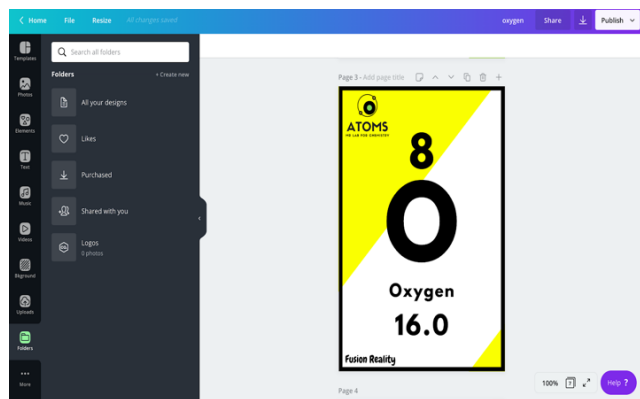 Home File Resize All changes saved oxygen Share Publish
Templates
Photos
Elements
Text
Music
Videos
Bkground
Uploads
Folders
More
Search all folders
Folders + Create new
All your designs
Likes
Purchased
Shared with you
Logos
0 photos
Page 3 - Add page title
ATOMS
8
O
Oxygen
16.0
Fusion Reality
Page 4
100% 7 Help ?